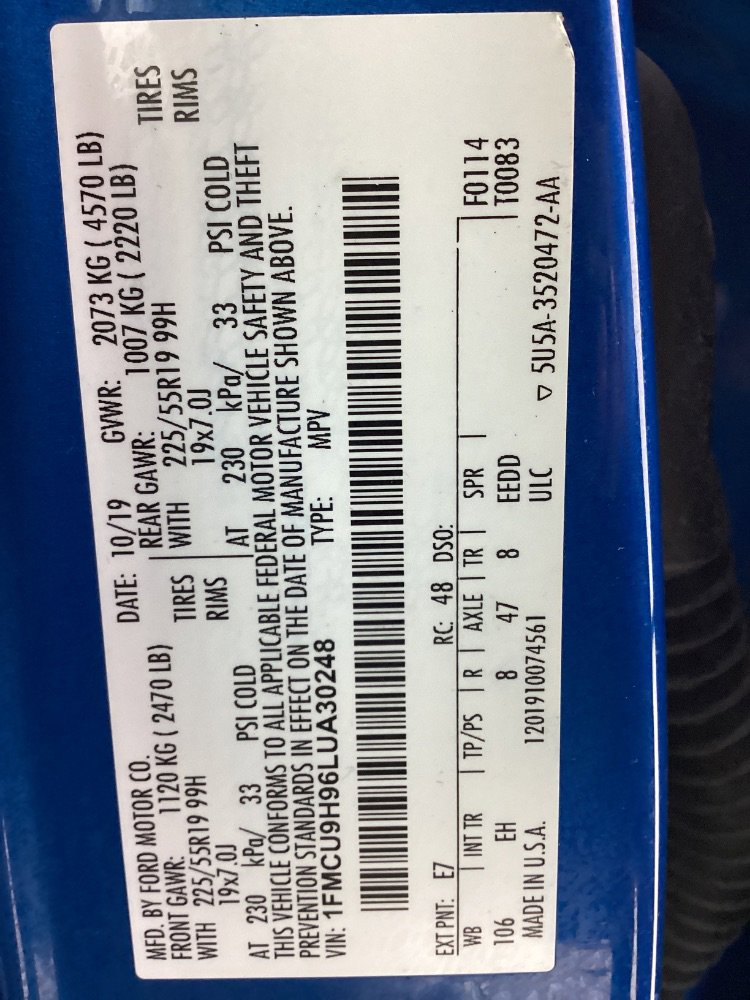 MFD. BY FORD MOTOR CO. DATE: 10/19 GVWR: 2073 KG ( 4570 LB)
FRONT GAWR: 1120 KG ( 2470 LB) REAR GAWR: 1007 KG ( 2220 LB)
WITH 225/55R19 99H TIRES WITH 225/55R19 99H TIRES
19x7.0J RIMS 19x7.0J RIMS
AT 230 kPa/ 33 PSI COLD AT 230 kPa/ 33 PSI COLD
THIS VEHICLE CONFORMS TO ALL APPLICABLE FEDERAL MOTOR VEHICLE SAFETY AND THEFT
PREVENTION STANDARDS IN EFFECT ON THE DATE OF MANUFACTURE SHOWN ABOVE.
VIN: 1FMCU9H96LUA30248 TYPE: MPV
EXT PNT: E7 RC: 48 DSO: F0114
WB INT TR TP/PS R AXLE TR SPR T0083
106 EH 8 47 8 EEDD
MADE IN U.S.A. 1201910074561 ULC ▽ 5U5A-3520472-AA